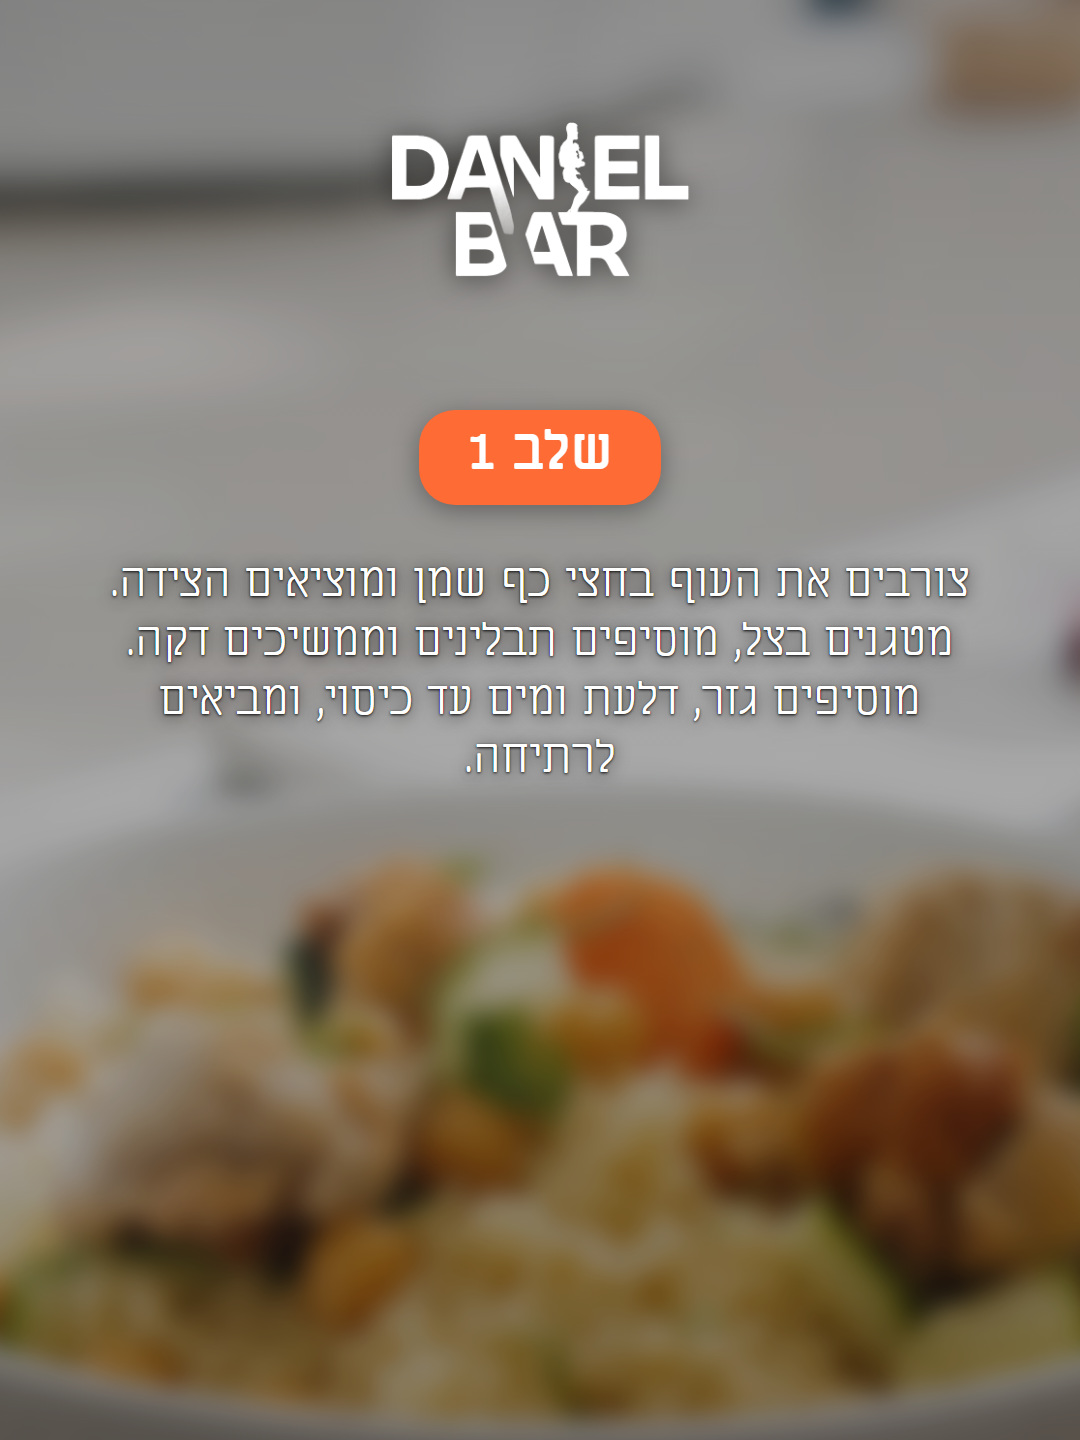 DANIEL
BAR
שלב 1
צורבים את העוף בחצי כף שמן ומוציאים הצידה.
מטגנים בצל, מוסיפים תבלינים וממשיכים דקה.
מוסיפים גזר, דלעת ומים עד כיסוי, ומביאים
לרתיחה.